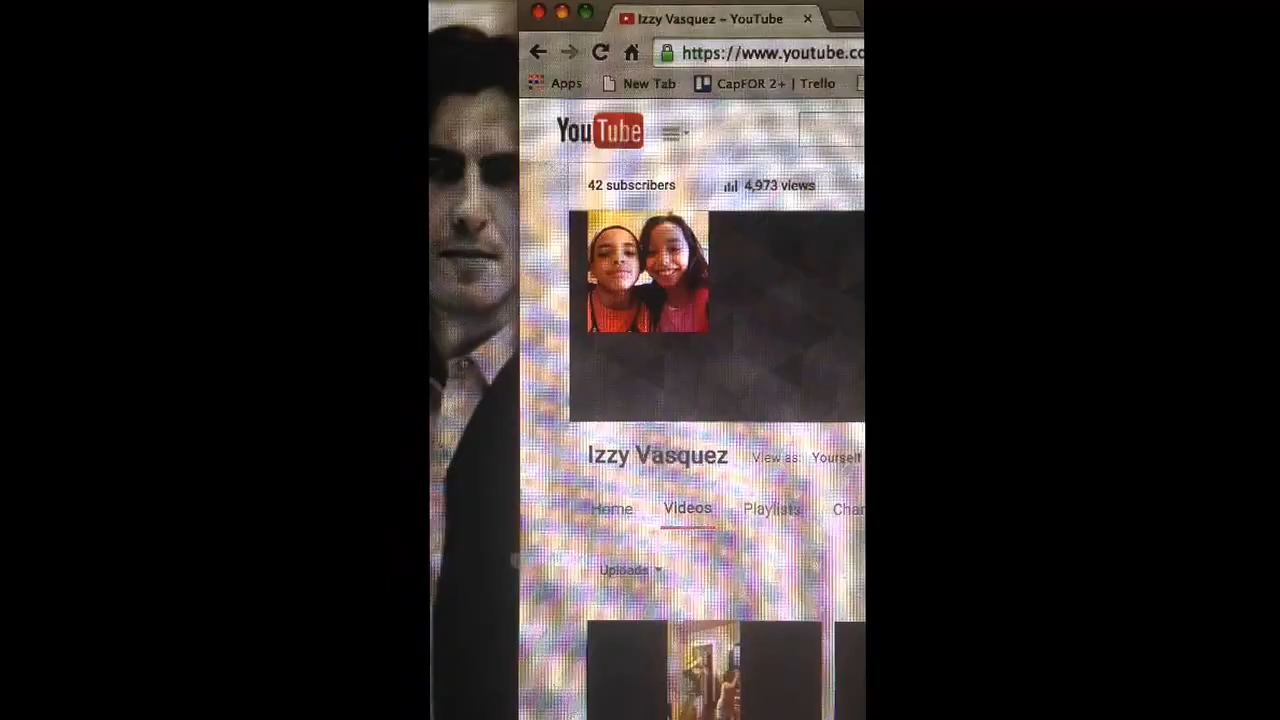 Izzy Vasquez - YouTube
https://www.youtube.co
Apps New Tab CapFOR 2+ | Trello
YouTube
42 subscribers 4,973 views
Izzy Vasquez View as: Yourself
Home Videos Playlists Chan
Uploads